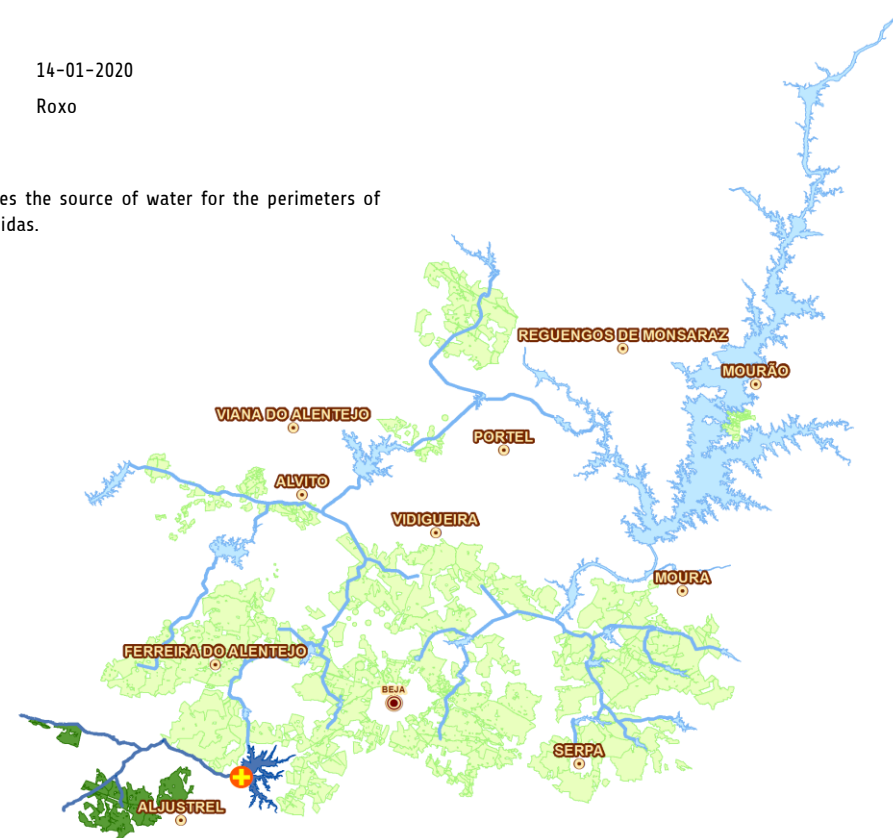 14-01-2020
Roxo
es the source of water for the perimeters of
idas.
REGUENGOS DE MONSARAZ
MOURÃO
VIANA DO ALENTEJO
PORTEL
ALVITO
VIDIGUEIRA
MOURA
FERREIRA DO ALENTEJO
BEJA
SERPA
ALJUSTREL